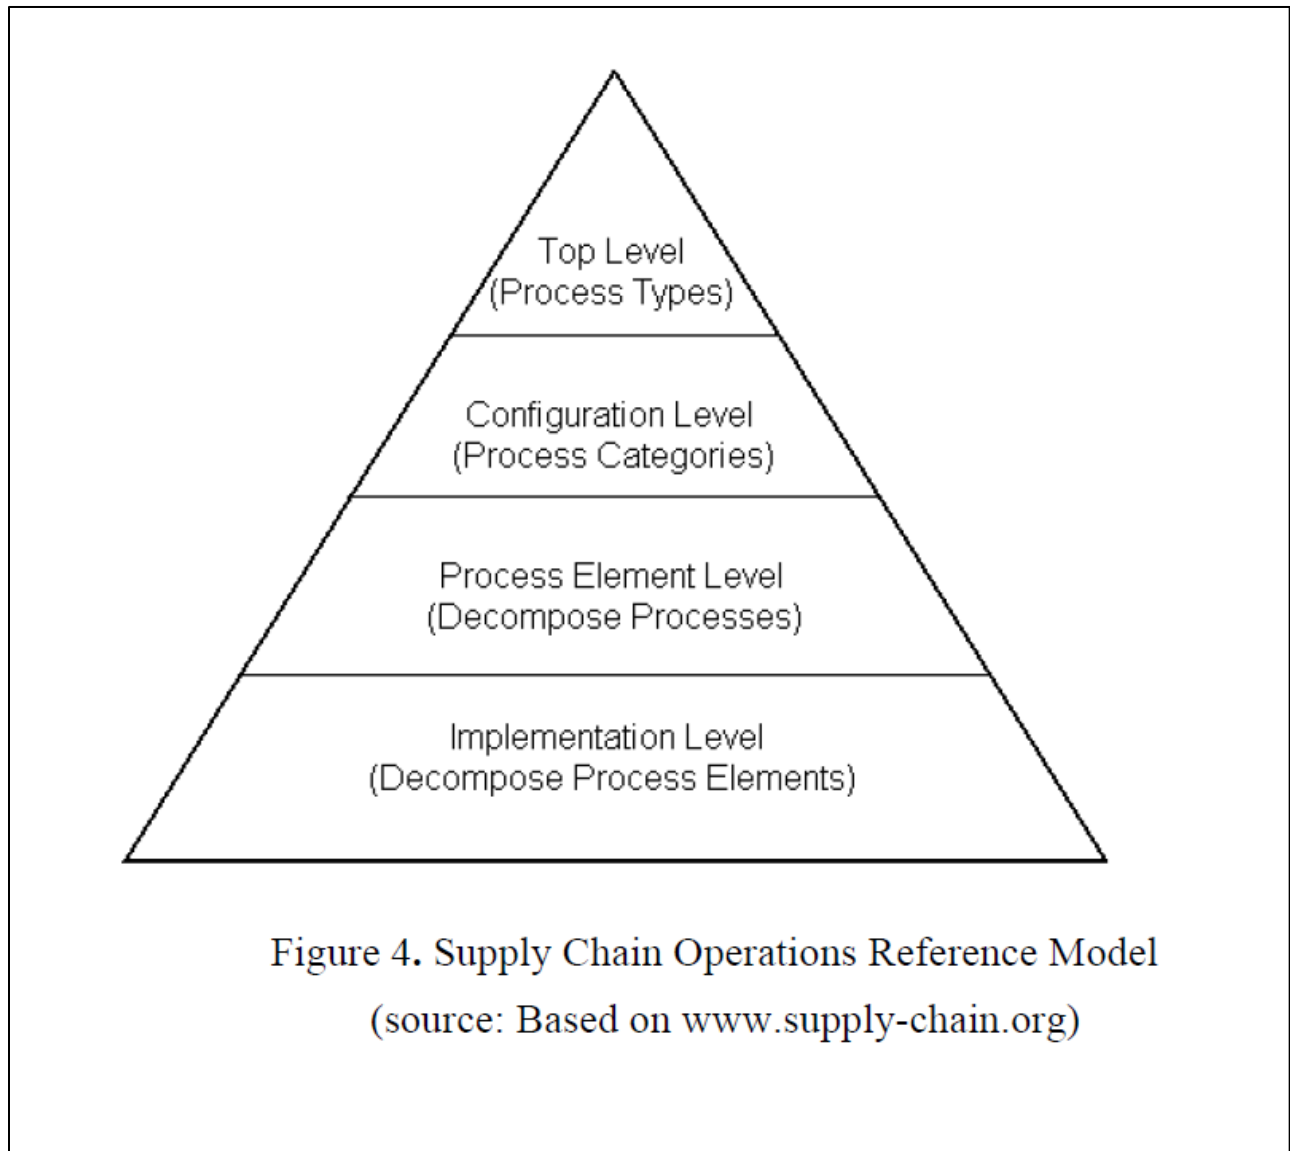 Top Level
(Process Types)
Configuration Level
(Process Categories)
Process Element Level
(Decompose Processes)
Implementation Level
(Decompose Process Elements)
Figure 4. Supply Chain Operations Reference Model
(source: Based on www.supply-chain.org)